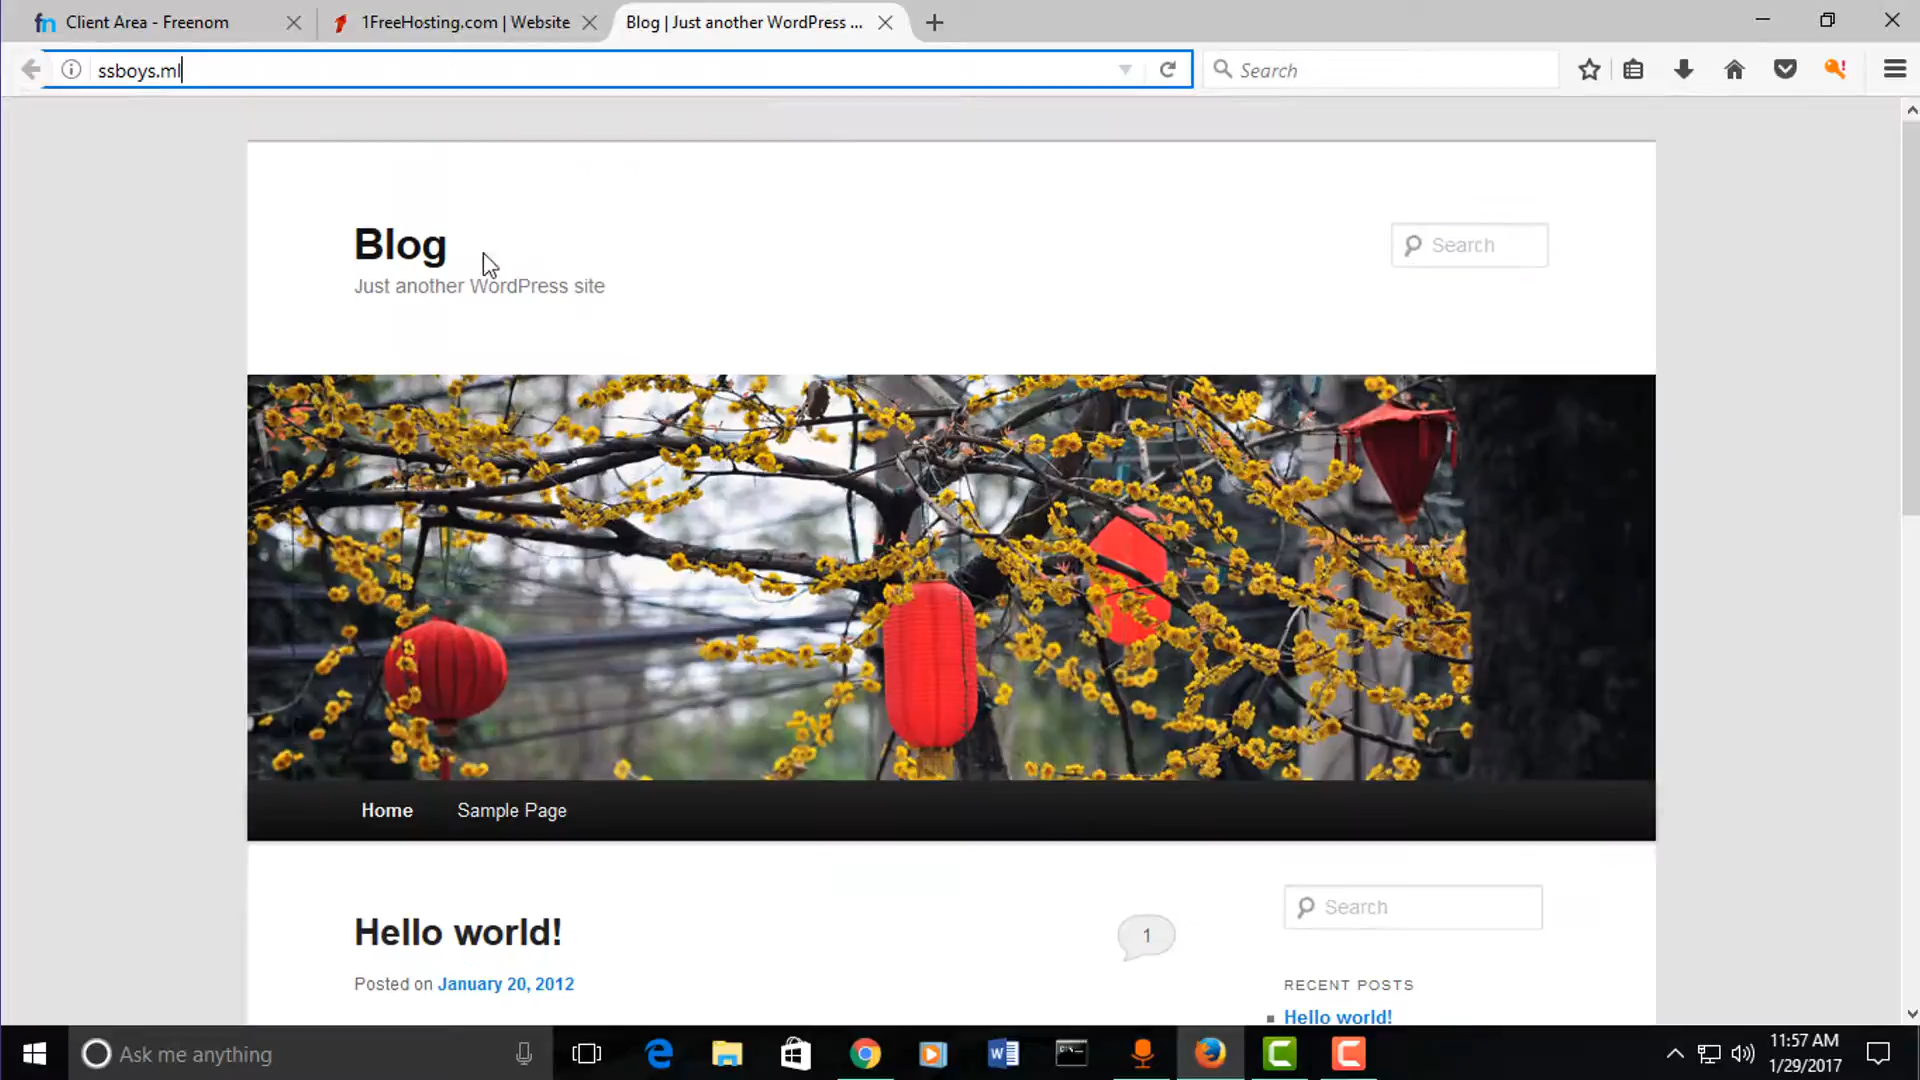 Client Area - Freenom
1FreeHosting.com | Website
Blog | Just another WordPress ...
ssboys.ml
Search
Blog
Just another WordPress site
Search
Home
Sample Page
Hello world!
1
Posted on January 20, 2012
Search
RECENT POSTS
Hello world!
Ask me anything
11:57 AM
1/29/2017